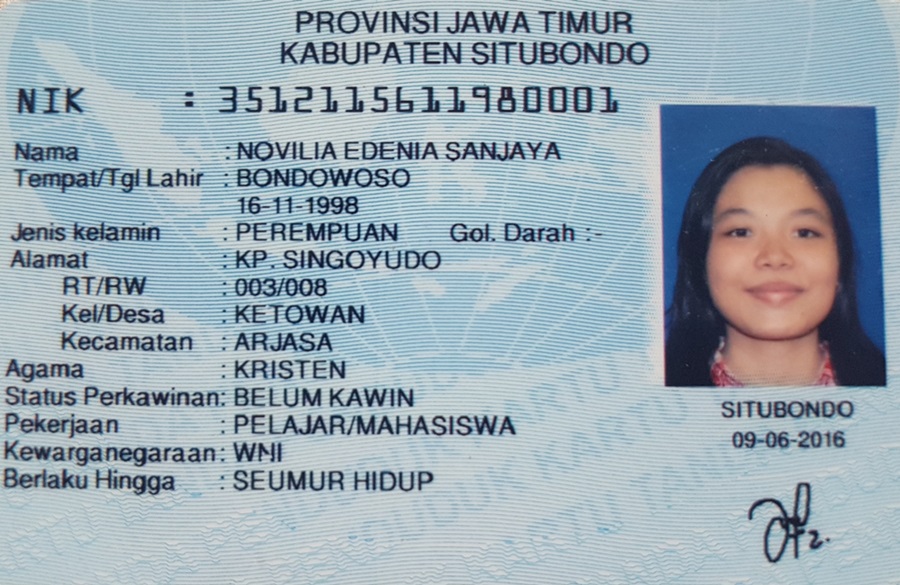 PROVINSI JAWA TIMUR
KABUPATEN SITUBONDO
NIK : 3512115611980001
Nama : NOVILIA EDENIA SANJAYA
Tempat/Tgl Lahir : BONDOWOSO
16-11-1998
Jenis kelamin : PEREMPUAN Gol. Darah :-
Alamat : KP. SINGOYUDO
RT/RW : 003/008
Kel/Desa : KETOWAN
Kecamatan : ARJASA
Agama : KRISTEN
Status Perkawinan: BELUM KAWIN
Pekerjaan : PELAJAR/MAHASISWA
Kewarganegaraan: WNI
Berlaku Hingga : SEUMUR HIDUP
SITUBONDO
09-06-2016